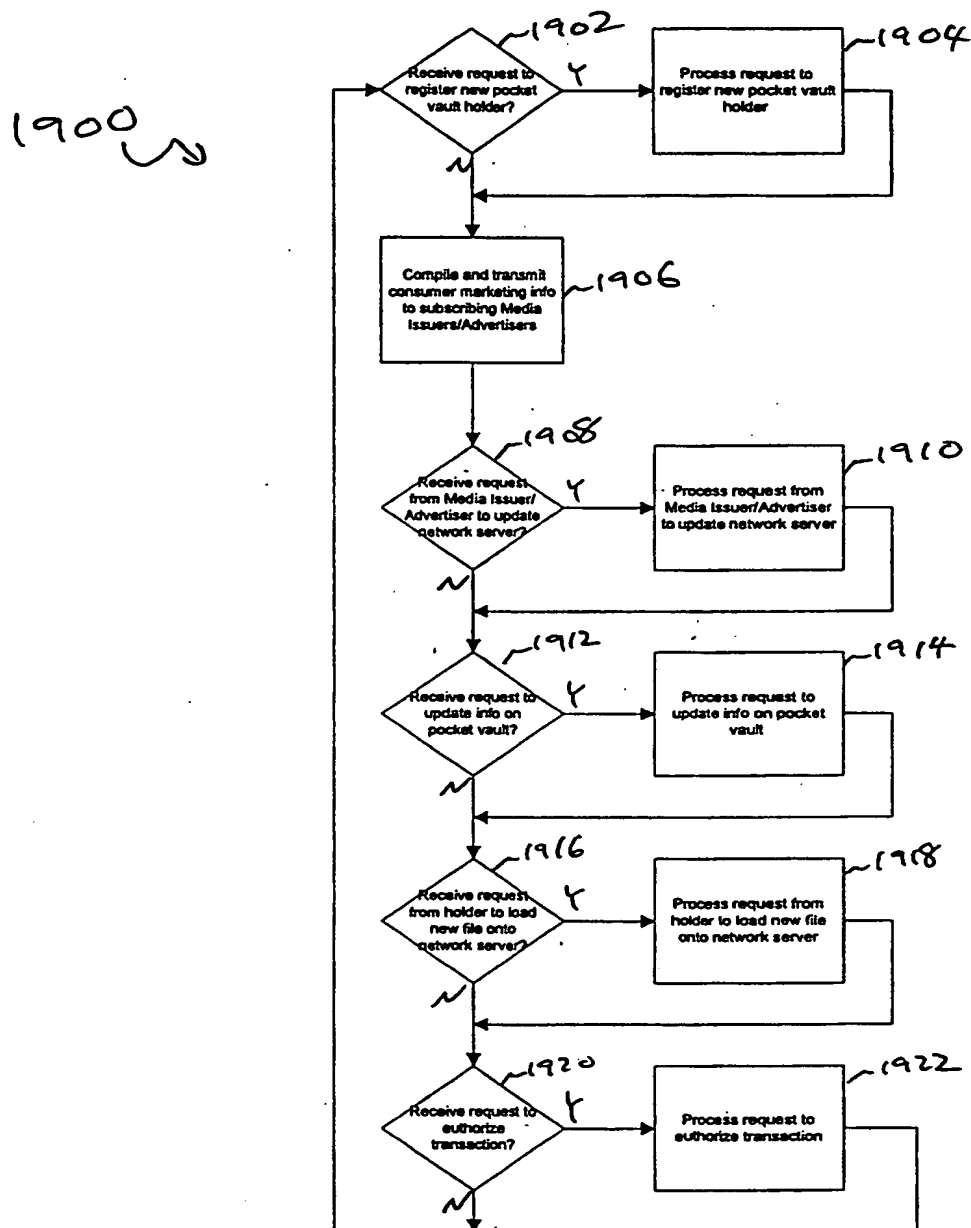 1902
1904
Receive request to
register new pocket
vault holder?
Y
Process request to
register new pocket vault
holder
1900
N
Compile and transmit
consumer marketing info
to subscribing Media
Issuers/Advertisers
1906
1908
1910
Receive request
from Media Issuer/
Advertiser to update
network server?
Y
Process request from
Media Issuer/Advertiser
to update network server
N
1912
1914
Receive request to
update info on
pocket vault?
Y
Process request to
update info on pocket
vault
N
1916
1918
Receive request
from holder to load
new file onto
network server?
Y
Process request from
holder to load new file
onto network server
N
1920
1922
Receive request to
authorize
transaction?
Y
Process request to
authorize transaction
N